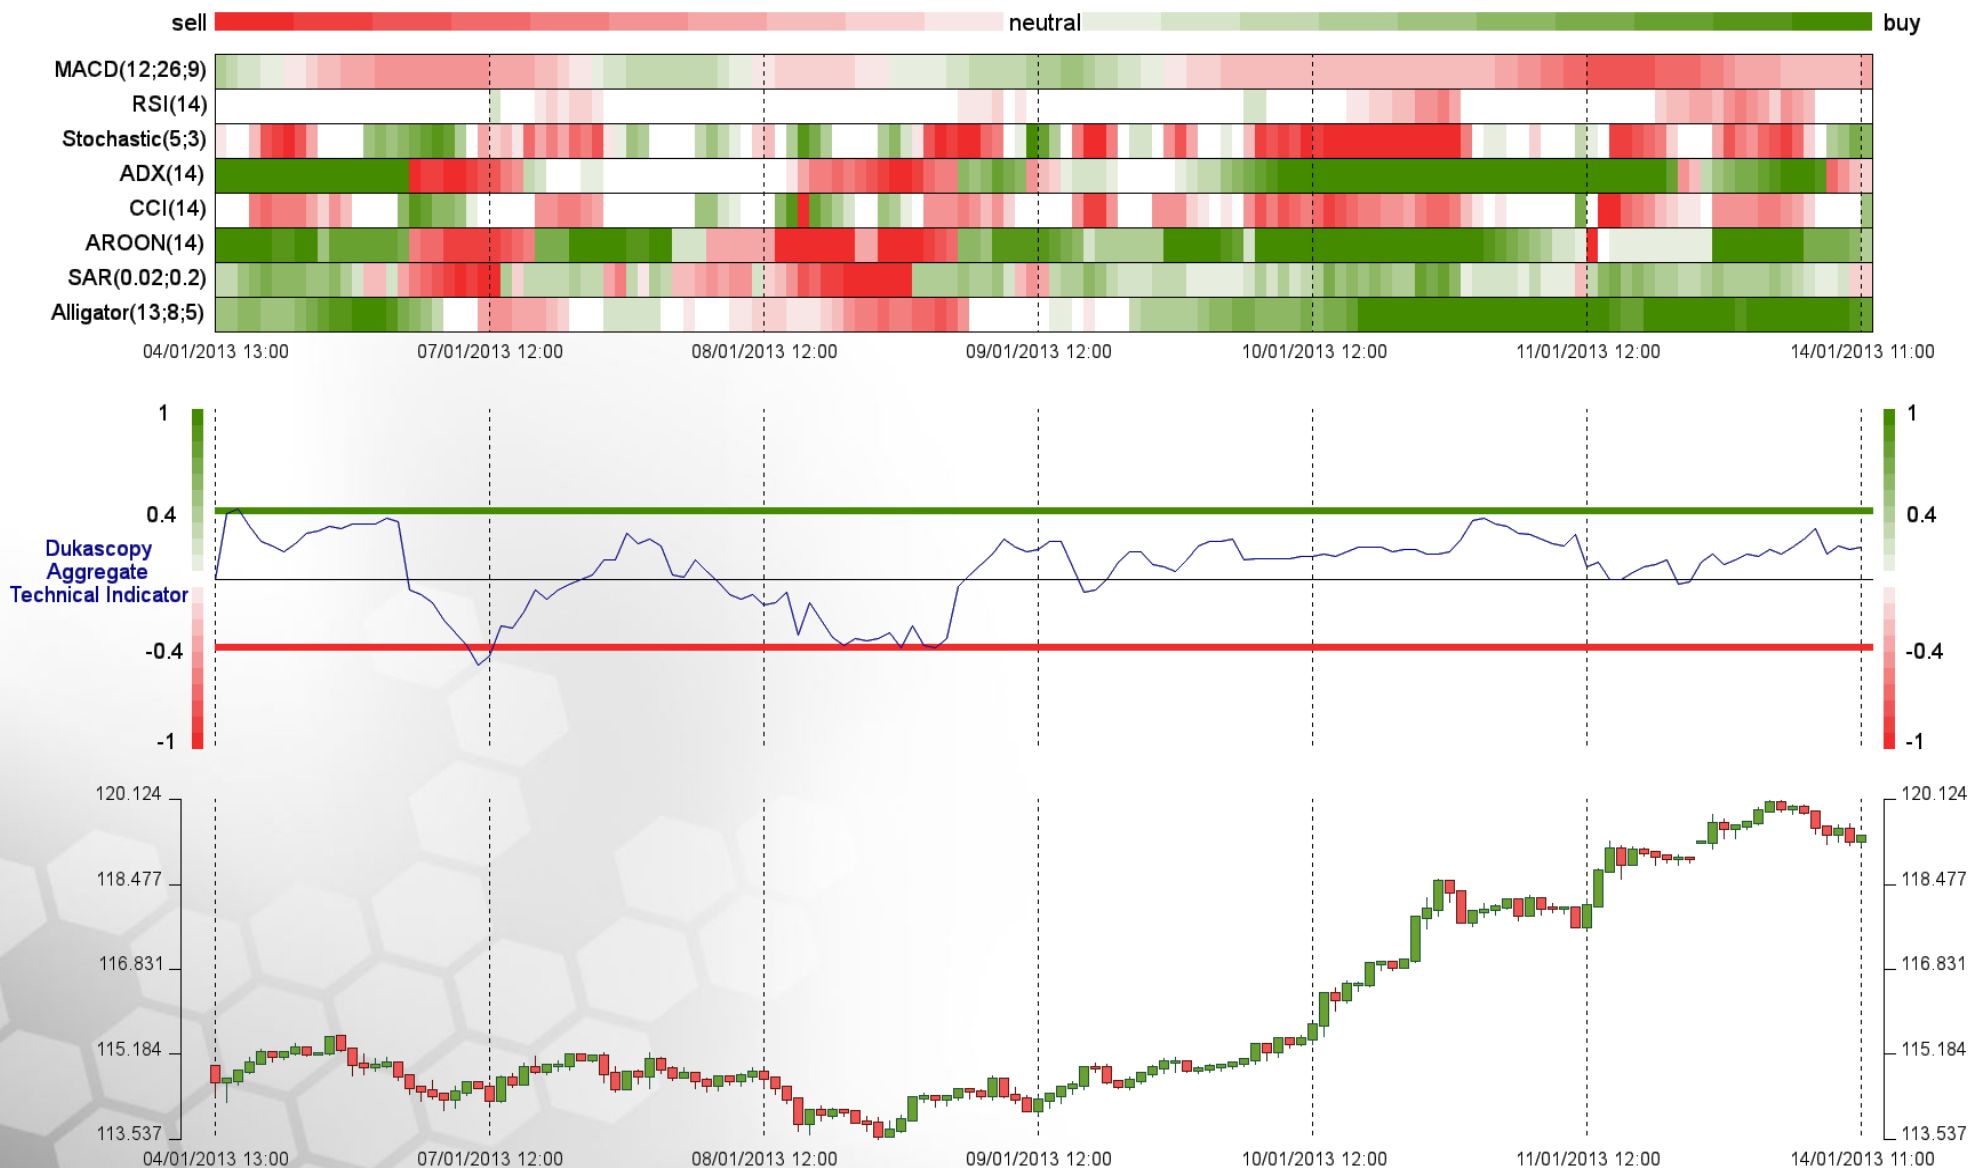 sell neutral buy
MACD(12;26;9)
RSI(14)
Stochastic(5;3)
ADX(14)
CCI(14)
AROON(14)
SAR(0.02;0.2)
Alligator(13;8;5)
04/01/2013 13:00 07/01/2013 12:00 08/01/2013 12:00 09/01/2013 12:00 10/01/2013 12:00 11/01/2013 12:00 14/01/2013 11:00
1 1
0.4 0.4
Dukascopy
Aggregate
Technical Indicator
-0.4 -0.4
-1 -1
120.124 120.124
118.477 118.477
116.831 116.831
115.184 115.184
113.537 113.537
04/01/2013 13:00 07/01/2013 12:00 08/01/2013 12:00 09/01/2013 12:00 10/01/2013 12:00 11/01/2013 12:00 14/01/2013 11:00